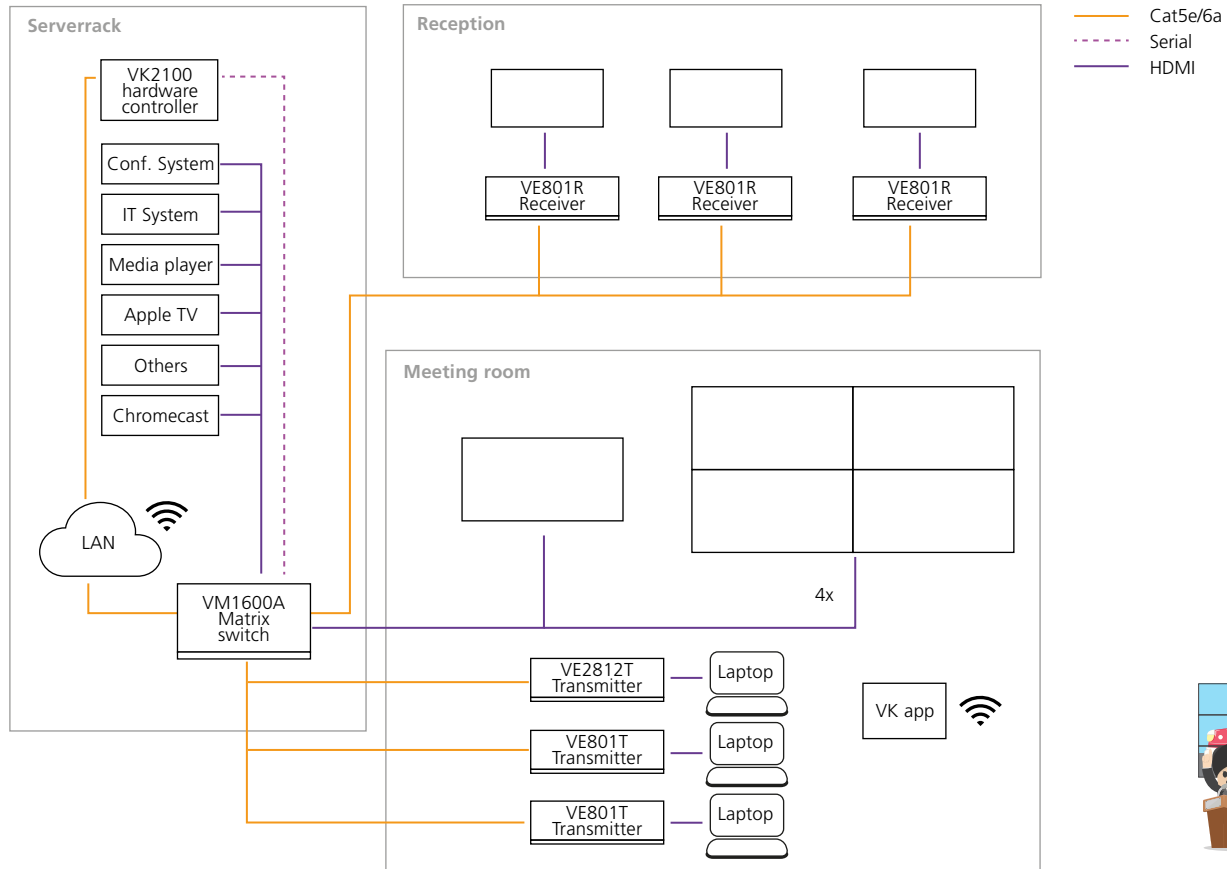 Serverrack
VK2100
hardware
controller
Conf. System
IT System
Media player
Apple TV
Others
Chromecast
LAN
VM1600A
Matrix
switch
Reception
VE801R
Receiver
VE801R
Receiver
VE801R
Receiver
Meeting room
4x
VE2812T
Transmitter
Laptop
VE801T
Transmitter
Laptop
VE801T
Transmitter
Laptop
VK app
Cat5e/6a
Serial
HDMI